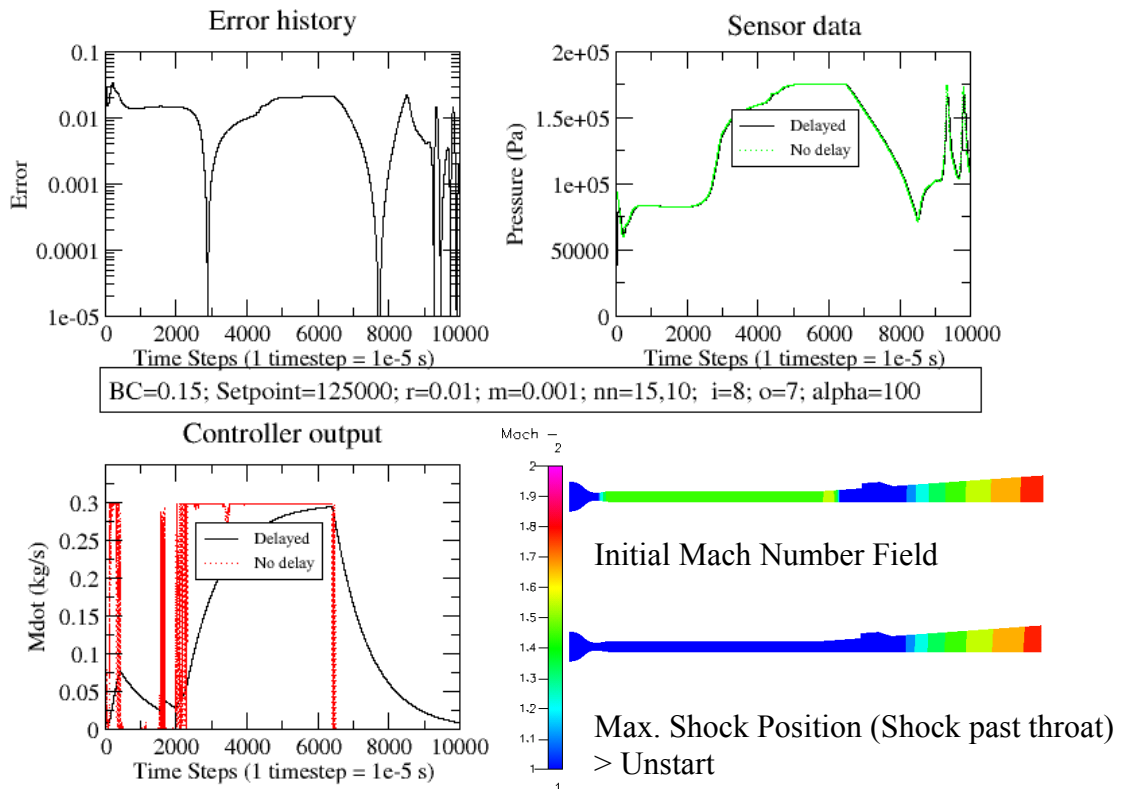 Error history
0.1
0.01
0.001
0.0001
1e-05
Error
0 2000 4000 6000 8000 10000
Time Steps (1 timestep = 1e-5 s)
Sensor data
2e+05
1.5e+05
1e+05
50000
0
Pressure (Pa)
Delayed
No delay
0 2000 4000 6000 8000 10000
Time Steps (1 timestep = 1e-5 s)
BC=0.15; Setpoint=125000; r=0.01; m=0.001; nn=15,10; i=8; o=7; alpha=100
Controller output
0.3
0.25
0.2
0.15
0.1
0.05
0
Mdot (kg/s)
Delayed
No delay
0 2000 4000 6000 8000 10000
Time Steps (1 timestep = 1e-5 s)
Mach –
2
2
1.9
1.8
1.7
1.6
1.5
1.4
1.3
1.2
1.1
1
1
Initial Mach Number Field
Max. Shock Position (Shock past throat)
> Unstart